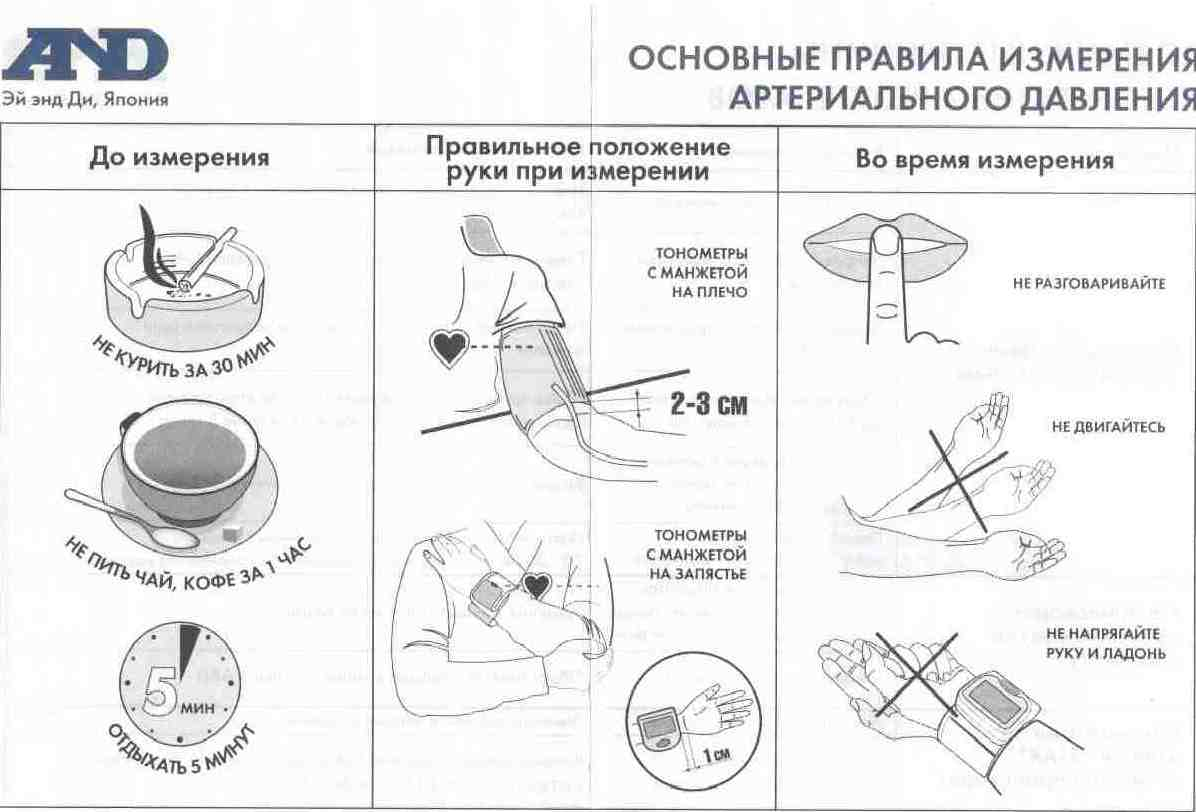 AND
Эй энд Ди, Япония
ОСНОВНЫЕ ПРАВИЛА ИЗМЕРЕНИЯ
АРТЕРИАЛЬНОГО ДАВЛЕНИЯ
До измерения
НЕ КУРИТЬ ЗА 30 МИН
НЕ ПИТЬ ЧАЙ, КОФЕ ЗА 1 ЧАС
5 МИН
ОТДЫХАТЬ 5 МИНУТ
Правильное положение
руки при измерении
ТОНОМЕТРЫ
С МАНЖЕТОЙ
НА ПЛЕЧО
2-3 СМ
ТОНОМЕТРЫ
С МАНЖЕТОЙ
НА ЗАПЯСТЬЕ
1 СМ
Во время измерения
НЕ РАЗГОВАРИВАЙТЕ
НЕ ДВИГАЙТЕСЬ
НЕ НАПРЯГАЙТЕ
РУКУ И ЛАДОНЬ